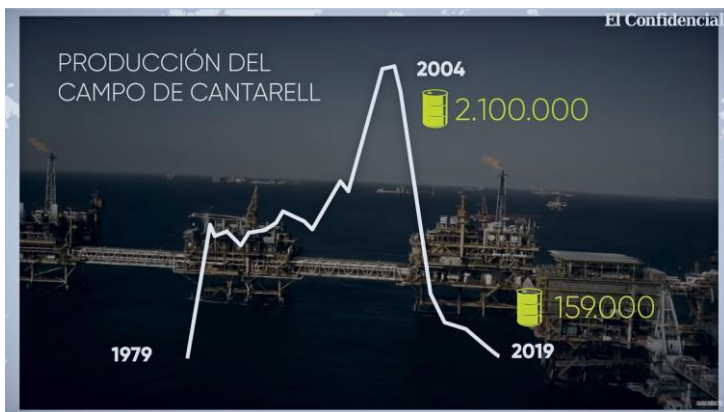 El Confidencial
PRODUCCIÓN DEL
CAMPO DE CANTARELL
2004
2.100.000
159.000
1979
2019